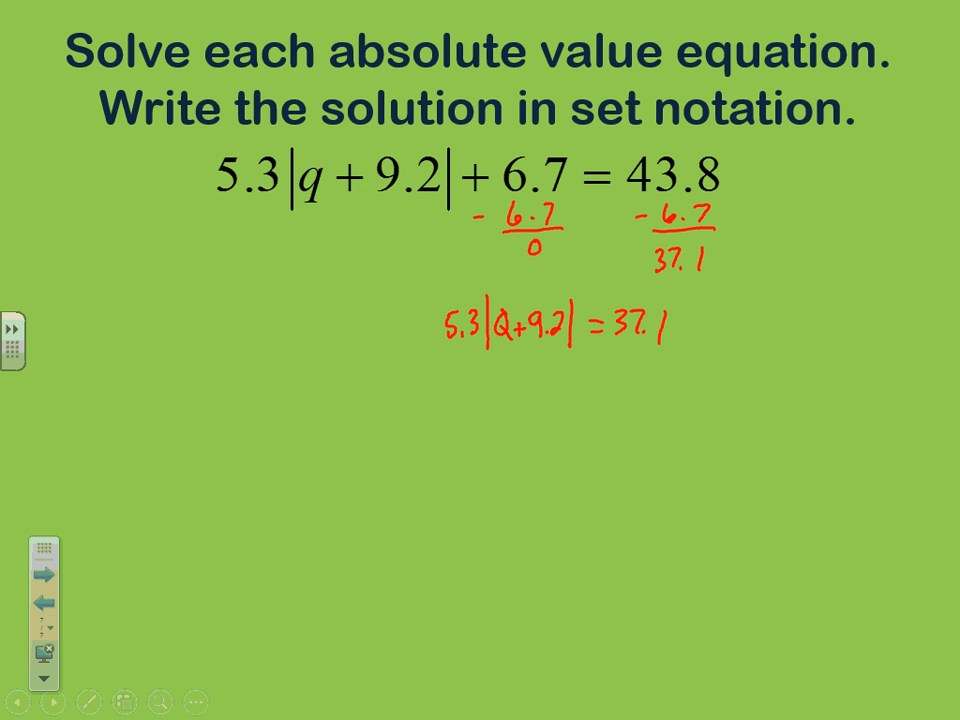 Solve each absolute value equation.
Write the solution in set notation.
5.3|q + 9.2| + 6.7 = 43.8
- 6.7 - 6.7
0 37.1
5.3|Q+9.2| = 37.1